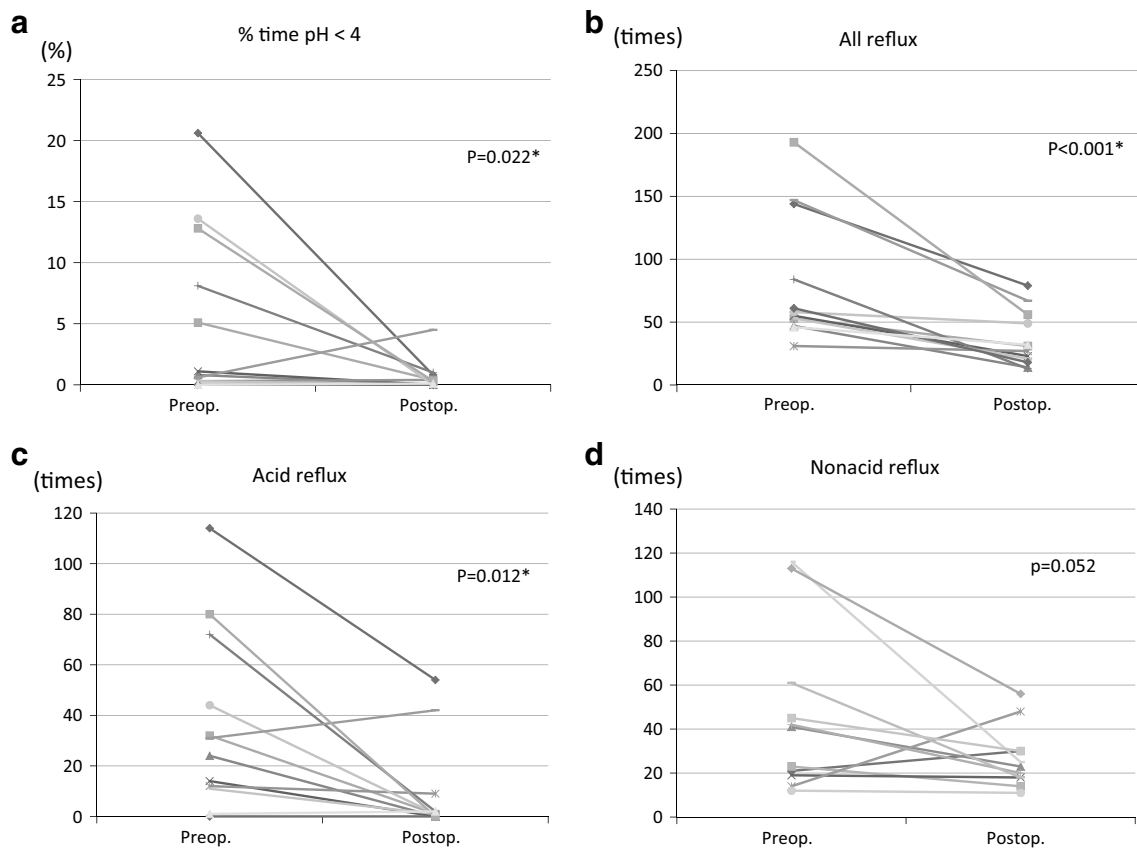 a
% time pH < 4
(%)
25
20
15
10
5
0
P=0.022*
Preop.
Postop.
b
(times)
All reflux
250
200
150
100
50
0
P<0.001*
Preop.
Postop.
c
(times)
Acid reflux
120
100
80
60
40
20
0
P=0.012*
Preop.
Postop.
d
(times)
Nonacid reflux
140
120
100
80
60
40
20
0
p=0.052
Preop.
Postop.